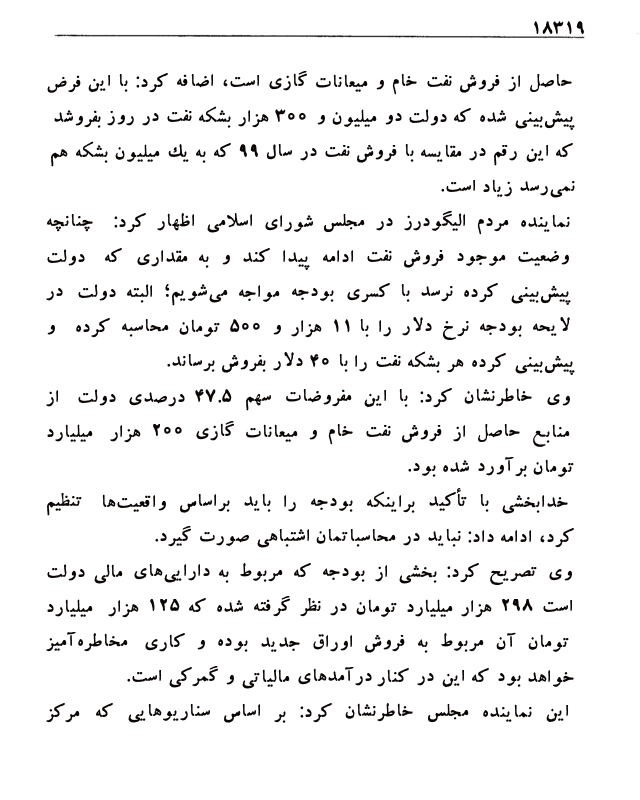 ۱۸۳۱۹
حاصل از فروش نفت خام و میعانات گازی است، اضافه کرد: با این فرض
پیش‌بینی شده که دولت دو میلیون و ۳۰۰ هزار بشکه نفت در روز بفروشد
که این رقم در مقایسه با فروش نفت در سال ۹۹ که به یك میلیون بشکه هم
نمی‌رسد زیاد است.
نماینده مردم الیگودرز در مجلس شورای اسلامی اظهار کرد: چنانچه
وضعیت موجود فروش نفت ادامه پیدا کند و به مقداری که دولت
پیش‌بینی کرده نرسد با کسری بودجه مواجه می‌شویم؛ البته دولت در
لایحه بودجه نرخ دلار را با ۱۱ هزار و ۵۰۰ تومان محاسبه کرده و
پیش‌بینی کرده هر بشکه نفت را با ۴۰ دلار بفروش برساند.
وی خاطرنشان کرد: با این مفروضات سهم ۴۷.۵ درصدی دولت از
منابع حاصل از فروش نفت خام و میعانات گازی ۲۰۰ هزار میلیارد
تومان برآورد شده بود.
خدابخشی با تأکید براینکه بودجه را باید براساس واقعیت‌ها تنظیم
کرد، ادامه داد: نباید در محاسباتمان اشتباهی صورت گیرد.
وی تصریح کرد: بخشی از بودجه که مربوط به دارایی‌های مالی دولت
است ۲۹۸ هزار میلیارد تومان در نظر گرفته شده که ۱۲۵ هزار میلیارد
تومان آن مربوط به فروش اوراق جدید بوده و کاری مخاطره‌آمیز
خواهد بود که این در کنار درآمدهای مالیاتی و گمرکی است.
این نماینده مجلس خاطرنشان کرد: بر اساس سناریوهایی که مرکز